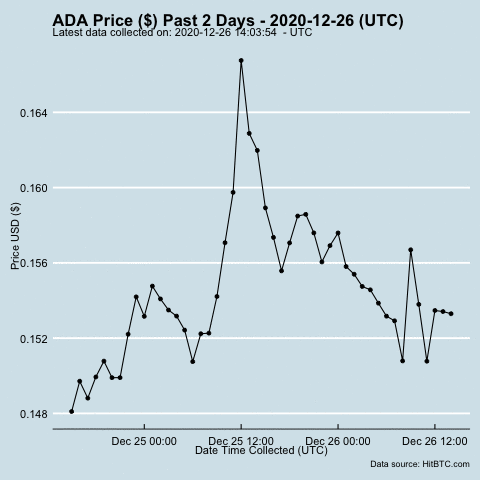 ADA Price ($) Past 2 Days - 2020-12-26 (UTC)
Latest data collected on: 2020-12-26 14:03:54 - UTC
0.164
0.160
0.156
0.152
0.148
Price USD ($)
Dec 25 00:00 Dec 25 12:00 Dec 26 00:00 Dec 26 12:00
Date Time Collected (UTC)
Data source: HitBTC.com